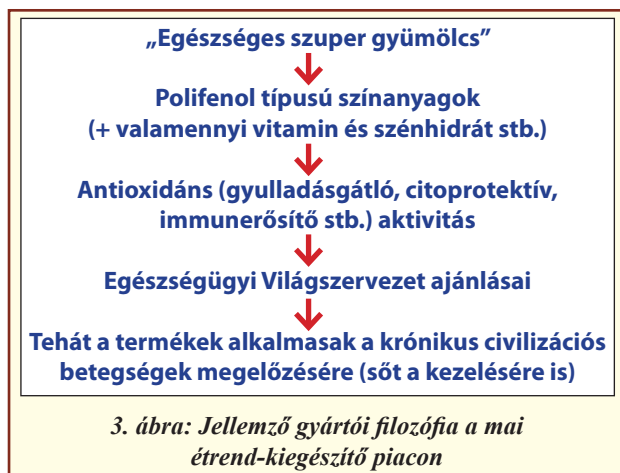 „Egészséges szuper gyümölcs”
Polifenol típusú színanyagok
(+ valamennyi vitamin és szénhidrát stb.)
Antioxidáns (gyulladásgátló, citoprotektív,
immunerősítő stb.) aktivitás
Egészségügyi Világszervezet ajánlásai
Tehát a termékek alkalmasak a krónikus civilizációs
betegségek megelőzésére (sőt a kezelésére is)
3. ábra: Jellemző gyártói filozófia a mai
étrend-kiegészítő piacon